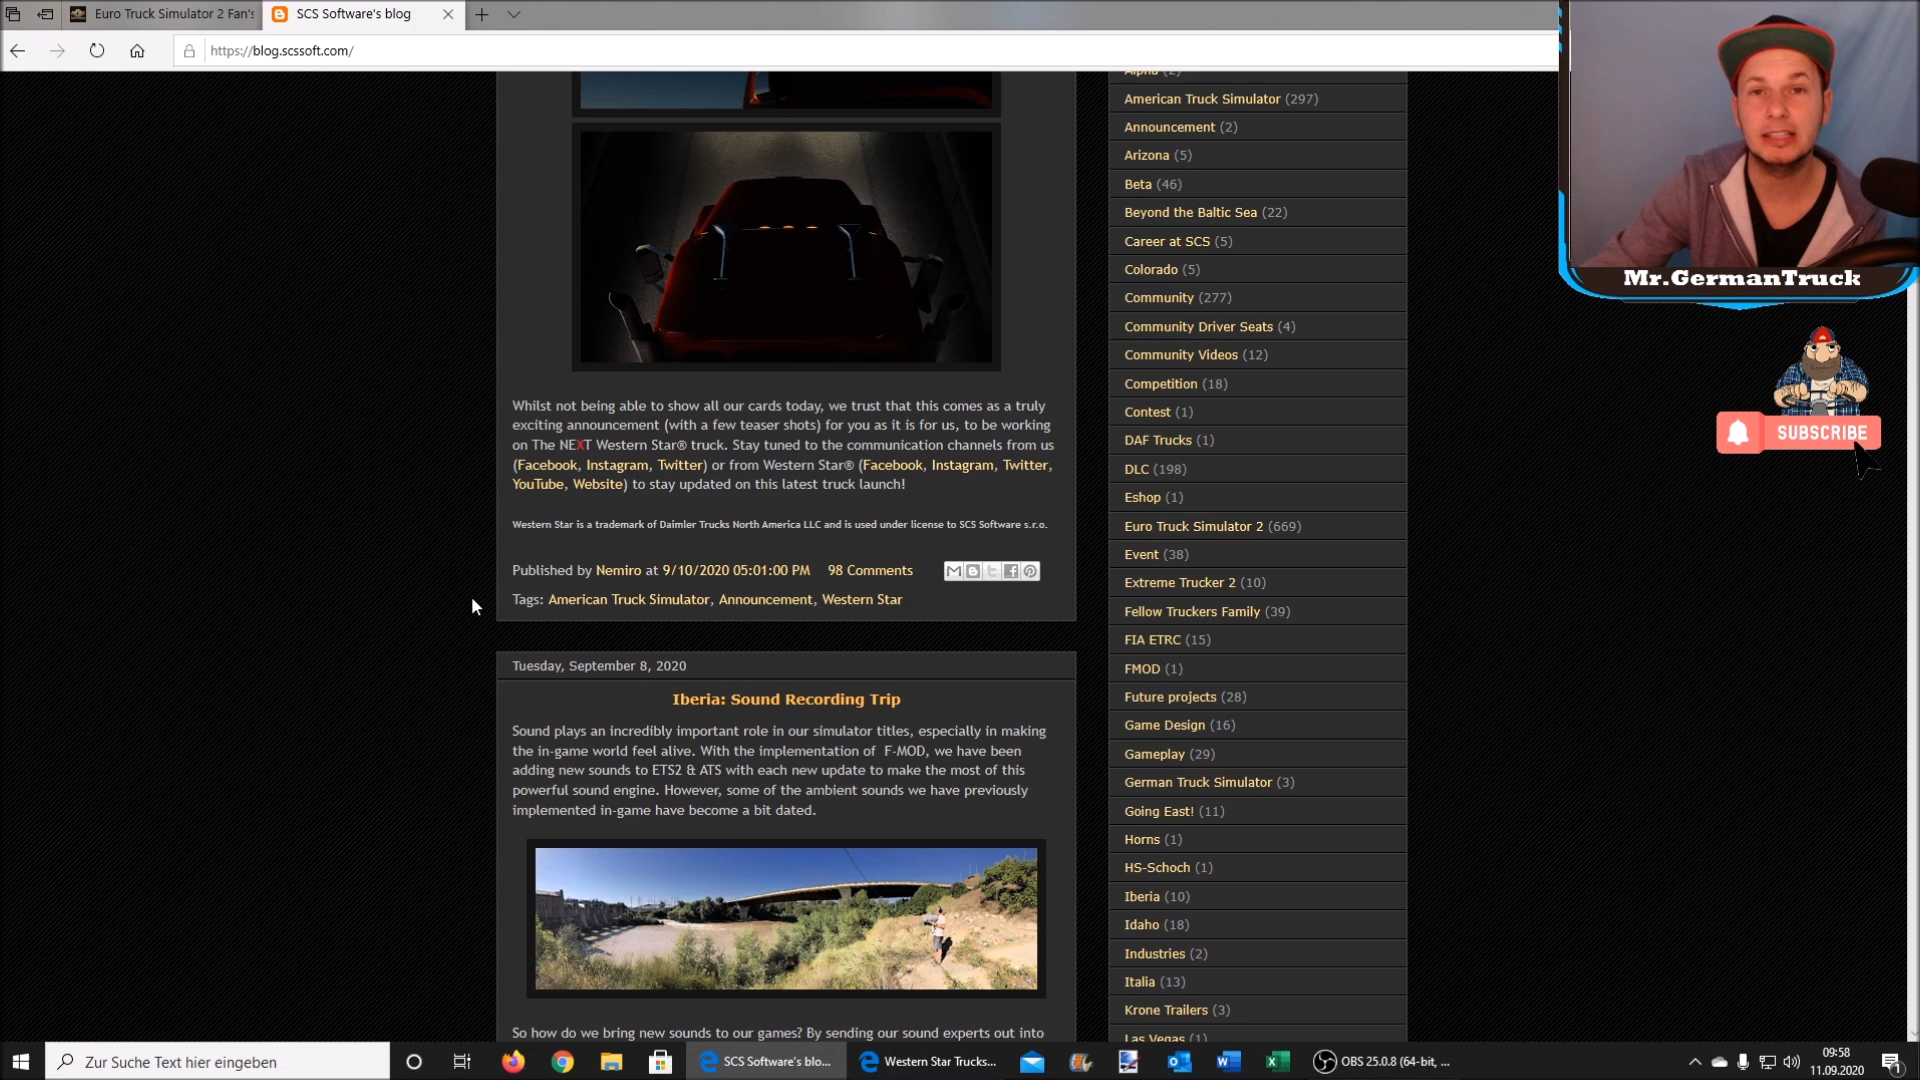 Euro Truck Simulator 2 Fan's
SCS Software's blog
https://blog.scssoft.com/
Alpha (2)
American Truck Simulator (297)
Announcement (2)
Arizona (5)
Beta (46)
Beyond the Baltic Sea (22)
Career at SCS (5)
Colorado (5)
Community (277)
Community Driver Seats (4)
Community Videos (12)
Competition (18)
Contest (1)
DAF Trucks (1)
DLC (198)
Eshop (1)
Euro Truck Simulator 2 (669)
Event (38)
Extreme Trucker 2 (10)
Fellow Truckers Family (39)
FIA ETRC (15)
FMOD (1)
Future projects (28)
Game Design (16)
Gameplay (29)
German Truck Simulator (3)
Going East! (11)
Horns (1)
HS-Schoch (1)
Iberia (10)
Idaho (18)
Industries (2)
Italia (13)
Krone Trailers (3)
Las Vegas (1)
Whilst not being able to show all our cards today, we trust that this comes as a truly
exciting announcement (with a few teaser shots) for you as it is for us, to be working
on The NEXT Western Star® truck. Stay tuned to the communication channels from us
(Facebook, Instagram, Twitter) or from Western Star® (Facebook, Instagram, Twitter,
YouTube, Website) to stay updated on this latest truck launch!
Western Star is a trademark of Daimler Trucks North America LLC and is used under license to SCS Software s.r.o.
Published by Nemiro at 9/10/2020 05:01:00 PM 98 Comments
Tags: American Truck Simulator, Announcement, Western Star
Tuesday, September 8, 2020
Iberia: Sound Recording Trip
Sound plays an incredibly important role in our simulator titles, especially in making
the in-game world feel alive. With the implementation of F-MOD, we have been
adding new sounds to ETS2 & ATS with each new update to make the most of this
powerful sound engine. However, some of the ambient sounds we have previously
implemented in-game have become a bit dated.
So how do we bring new sounds to our games? By sending our sound experts out into
Mr.GermanTruck
SUBSCRIBE
Zur Suche Text hier eingeben
SCS Software's blo...
Western Star Trucks...
OBS 25.0.8 (64-bit, ...
09:58
11.09.2020
1